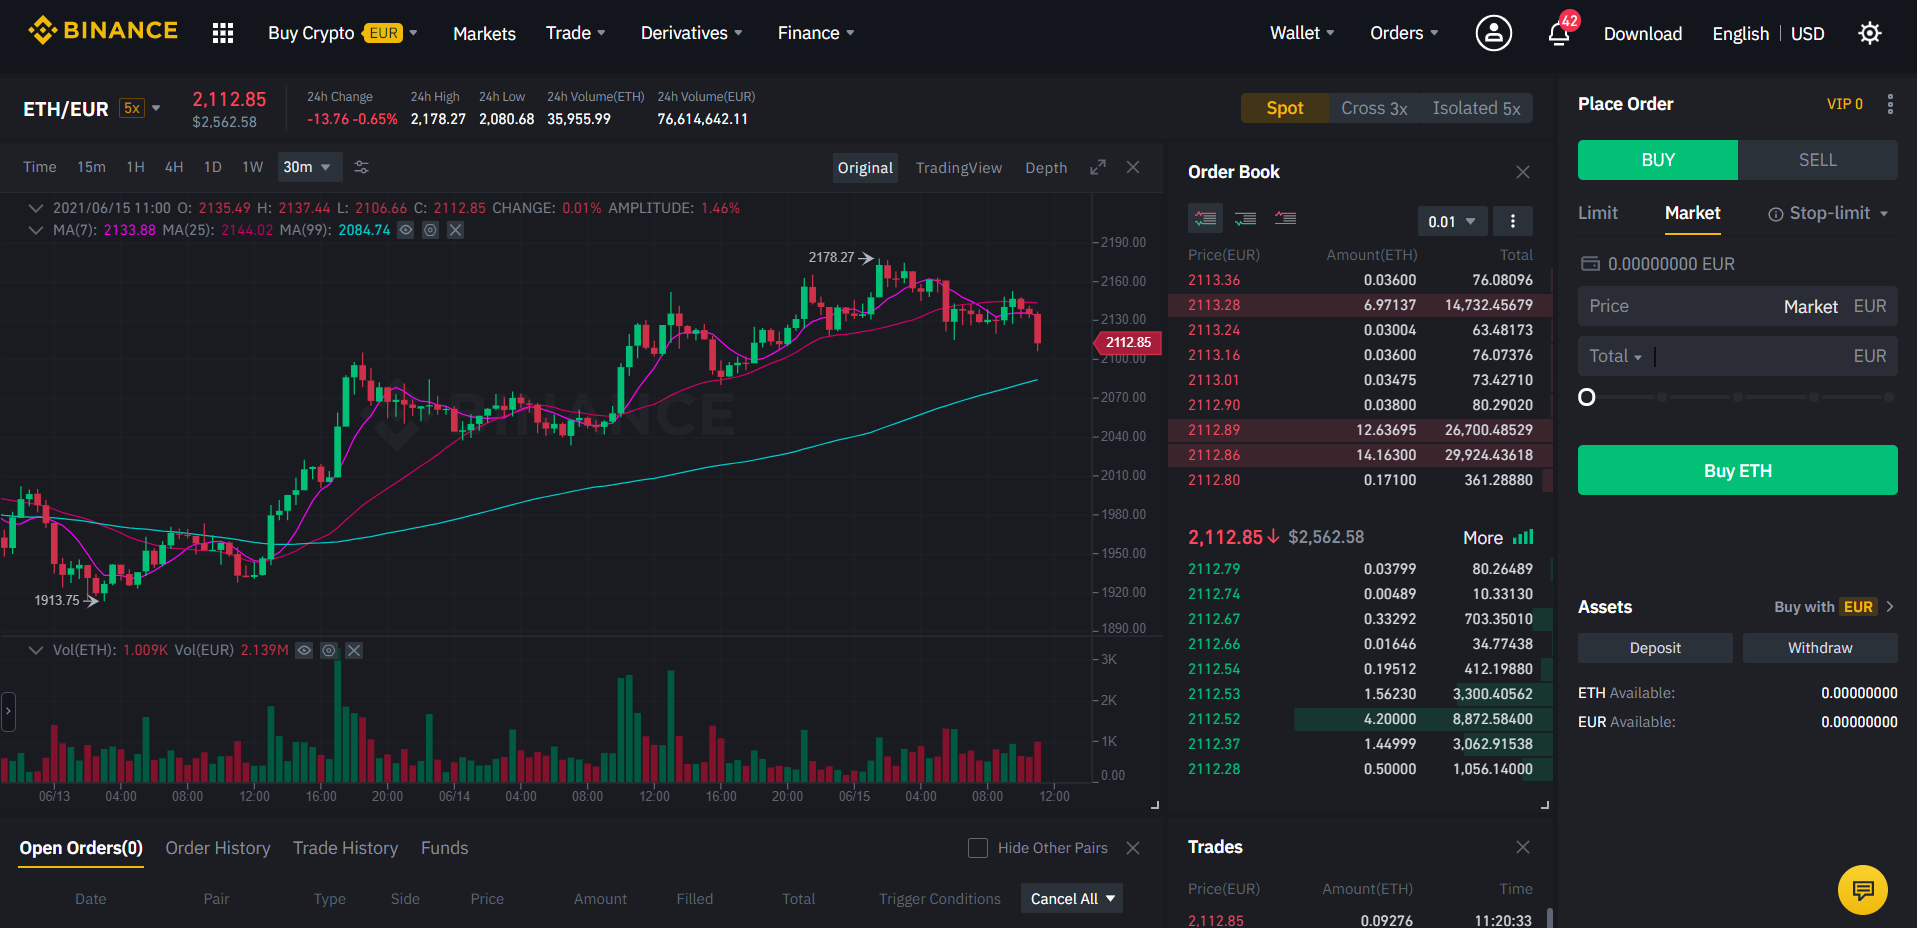 BINANCE Buy Crypto EUR Markets Trade Derivatives Finance Wallet Orders 42 Download English USD
ETH/EUR 5x
2,112.85
$2,562.58
24h Change
-13.76 -0.65%
24h High
2,178.27
24h Low
2,080.68
24h Volume(ETH)
35,955.99
24h Volume(EUR)
76,614,642.11
Spot Cross 3x Isolated 5x
Time 15m 1H 4H 1D 1W 30m Original TradingView Depth
2021/06/15 11:00 O: 2135.49 H: 2137.44 L: 2106.66 C: 2112.85 CHANGE: 0.01% AMPLITUDE: 1.46%
MA(7): 2133.88 MA(25): 2144.02 MA(99): 2084.74
2178.27
1913.75
BINANCE
2190.00
2160.00
2130.00
2112.85
2100.00
2070.00
2040.00
2010.00
1980.00
1950.00
1920.00
1890.00
Vol(ETH): 1.009K Vol(EUR) 2.139M
3K
2K
1K
0.00
06/13 04:00 08:00 12:00 16:00 20:00 06/14 04:00 08:00 12:00 16:00 20:00 06/15 04:00 08:00 12:00
Open Orders(0) Order History Trade History Funds Hide Other Pairs
Date Pair Type Side Price Amount Filled Total Trigger Conditions Cancel All
Order Book
0.01
Price(EUR) Amount(ETH) Total
2113.36 0.03600 76.08096
2113.28 6.97137 14,732.45679
2113.24 0.03004 63.48173
2113.16 0.03600 76.07376
2113.01 0.03475 73.42710
2112.90 0.03800 80.29020
2112.89 12.63695 26,700.48529
2112.86 14.16300 29,924.43618
2112.80 0.17100 361.28880
2,112.85 $2,562.58 More
2112.79 0.03799 80.26489
2112.74 0.00489 10.33130
2112.67 0.33292 703.35010
2112.66 0.01646 34.77438
2112.54 0.19512 412.19880
2112.53 1.56230 3,300.40562
2112.52 4.20000 8,872.58400
2112.37 1.44999 3,062.91538
2112.28 0.50000 1,056.14000
Trades
Price(EUR) Amount(ETH) Time
2,112.85 0.09276 11:20:33
Place Order VIP 0
BUY SELL
Limit Market Stop-limit
0.00000000 EUR
Price Market EUR
Total EUR
Buy ETH
Assets Buy with EUR
Deposit Withdraw
ETH Available: 0.00000000
EUR Available: 0.00000000